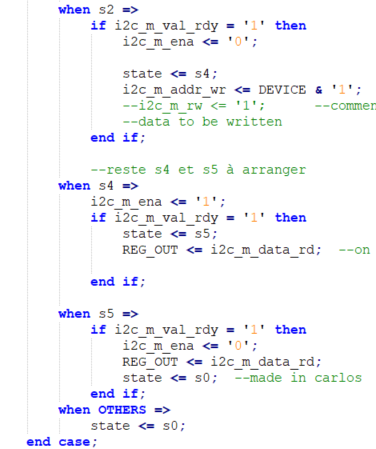 when s2 =>
if i2c_m_val_rdy = '1' then
i2c_m_ena <= '0';
state <= s4;
i2c_m_addr_wr <= DEVICE & '1';
--i2c_m_rw <= '1'; --commen
--data to be written
end if;
--reste s4 et s5 à arranger
when s4 =>
i2c_m_ena <= '1';
if i2c_m_val_rdy = '1' then
state <= s5;
REG_OUT <= i2c_m_data_rd; --on
end if;
when s5 =>
if i2c_m_val_rdy = '1' then
i2c_m_ena <= '0';
REG_OUT <= i2c_m_data_rd;
state <= s0; --made in carlos
end if;
when OTHERS =>
state <= s0;
end case;